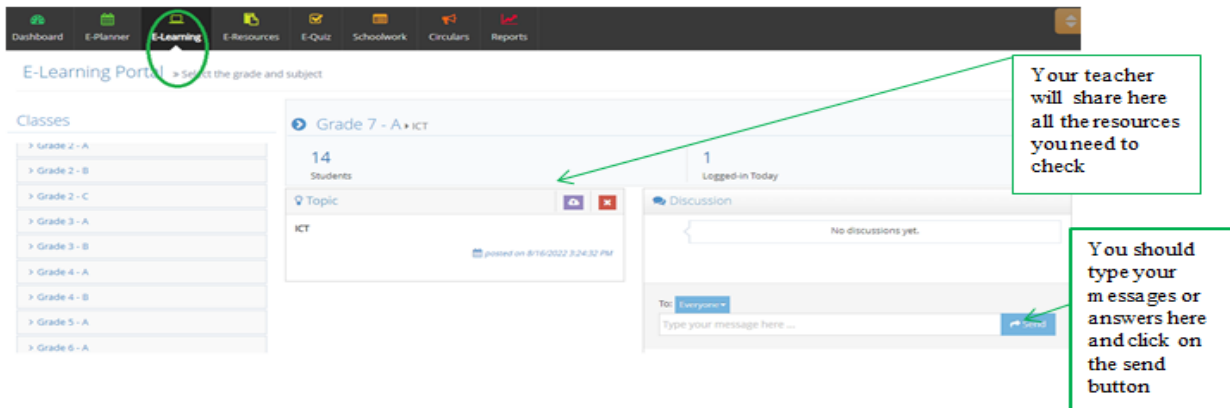 Dashboard E-Planner E-Learning E-Resources E-Quiz Schoolwork Circulars Reports
E-Learning Portal » Select the grade and subject
Classes
> Grade 2 - A
> Grade 2 - B
> Grade 2 - C
> Grade 3 - A
> Grade 3 - B
> Grade 4 - A
> Grade 4 - B
> Grade 5 - A
> Grade 6 - A
Grade 7 - A › ICT
14
Students
1
Logged-in Today
Topic
ICT
posted on 8/16/2022 3:24:32 PM
Discussion
No discussions yet.
To: Everyone
Type your message here ...
Send
Your teacher
will share here
all the resources
you need to
check
You should
type your
messages or
answers here
and click on
the send
button